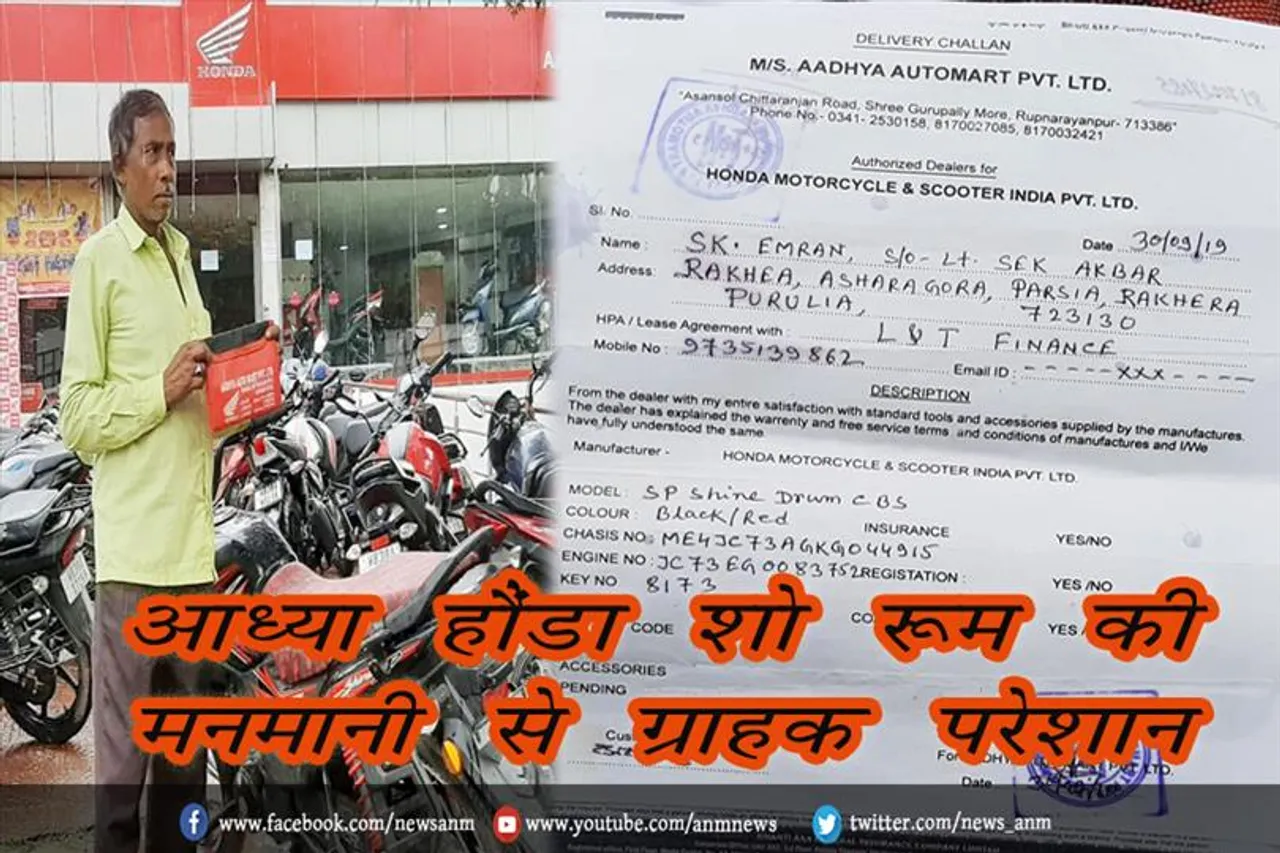 HONDA
A
DELIVERY CHALLAN
M/S. AADHYA AUTOMART PVT. LTD.
"Asansol Chittaranjan Road, Shree Gurupally More, Rupnarayanpur- 713386"
Phone No.- 0341- 2530158, 8170027085, 8170032421
Authorized Dealers for
HONDA MOTORCYCLE & SCOOTER INDIA PVT. LTD.
Sl. No.
Date 30/09/19
Name : SK. EMRAN, S/O- Lt. SEK AKBAR
Address: RAKHEA, ASHARAGORA, PARSIA, RAKHERA
PURULIA, 723130
HPA / Lease Agreement with : L & T FINANCE
Mobile No : 9735139862 Email ID : - - - - - xxx - - - - -
DESCRIPTION
From the dealer with my entire satisfaction with standard tools and accessories supplied by the manufactures.
The dealer has explained the warrenty and free service terms and conditions of manufactures and I/We
have fully understood the same
Manufacturer - HONDA MOTORCYCLE & SCOOTER INDIA PVT. LTD.
MODEL : SP Shine Drum CBS
COLOUR : Black/Red INSURANCE YES/NO
CHASIS NO : ME4JC73AGKG044915
ENGINE NO : JC73EG0083752 REGISTATION : YES /NO
KEY NO 8173
CODE YES
ACCESSORIES
PENDING
आध्या हौंडा शो रूम की
मनमानी से ग्राहक परेशान
For
PVT. LTD.
Date :
www.facebook.com/newsanm www.youtube.com/anmnews twitter.com/news_anm